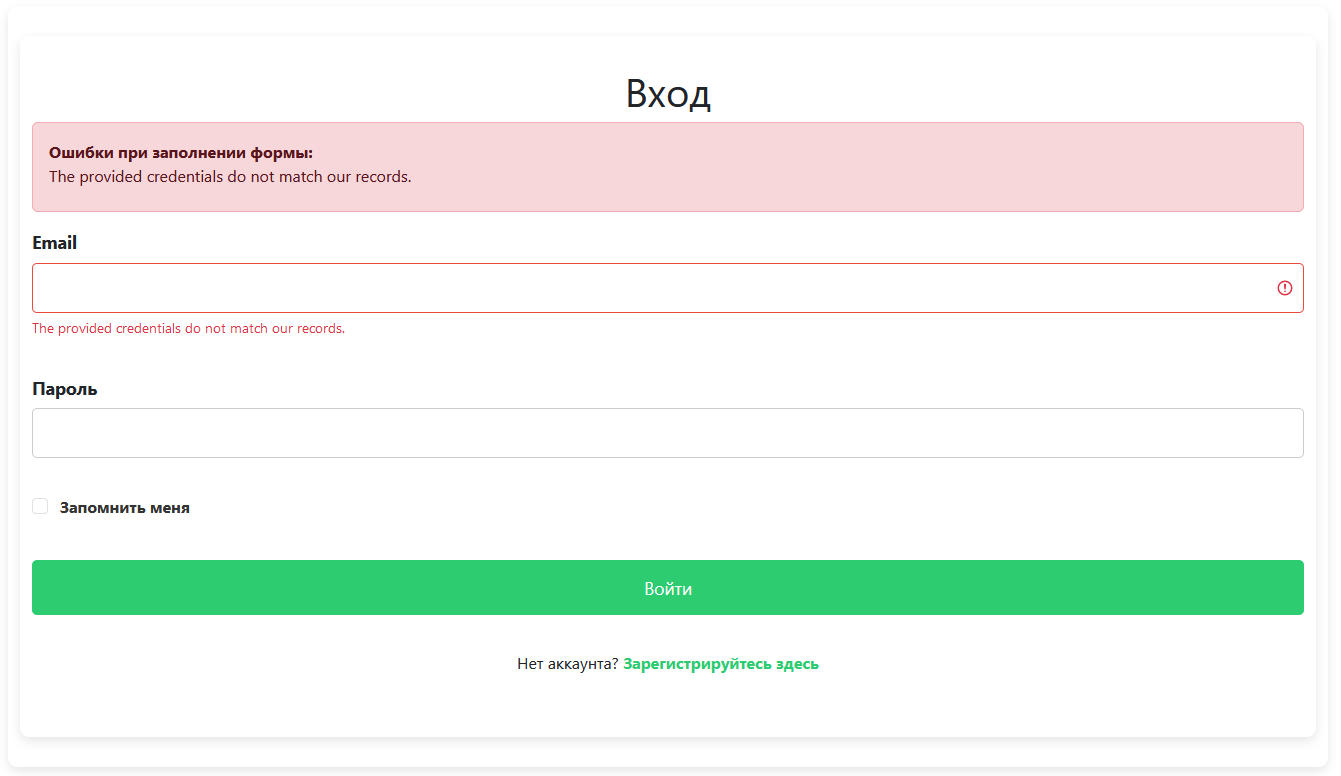 Вход
Ошибки при заполнении формы:
The provided credentials do not match our records.
Email
The provided credentials do not match our records.
Пароль
Запомнить меня
Войти
Нет аккаунта? Зарегистрируйтесь здесь